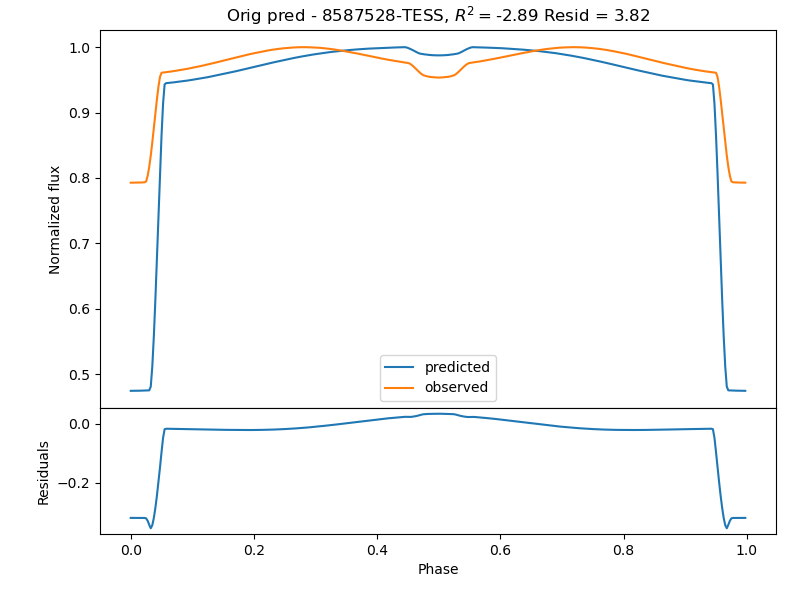 Orig pred - 8587528-TESS, $R^2 = $-2.89 Resid = 3.82
1.0
0.9
0.8
0.7
0.6
0.5
Normalized flux
predicted
observed
0.0
−0.2
Residuals
0.0 0.2 0.4 0.6 0.8 1.0
Phase